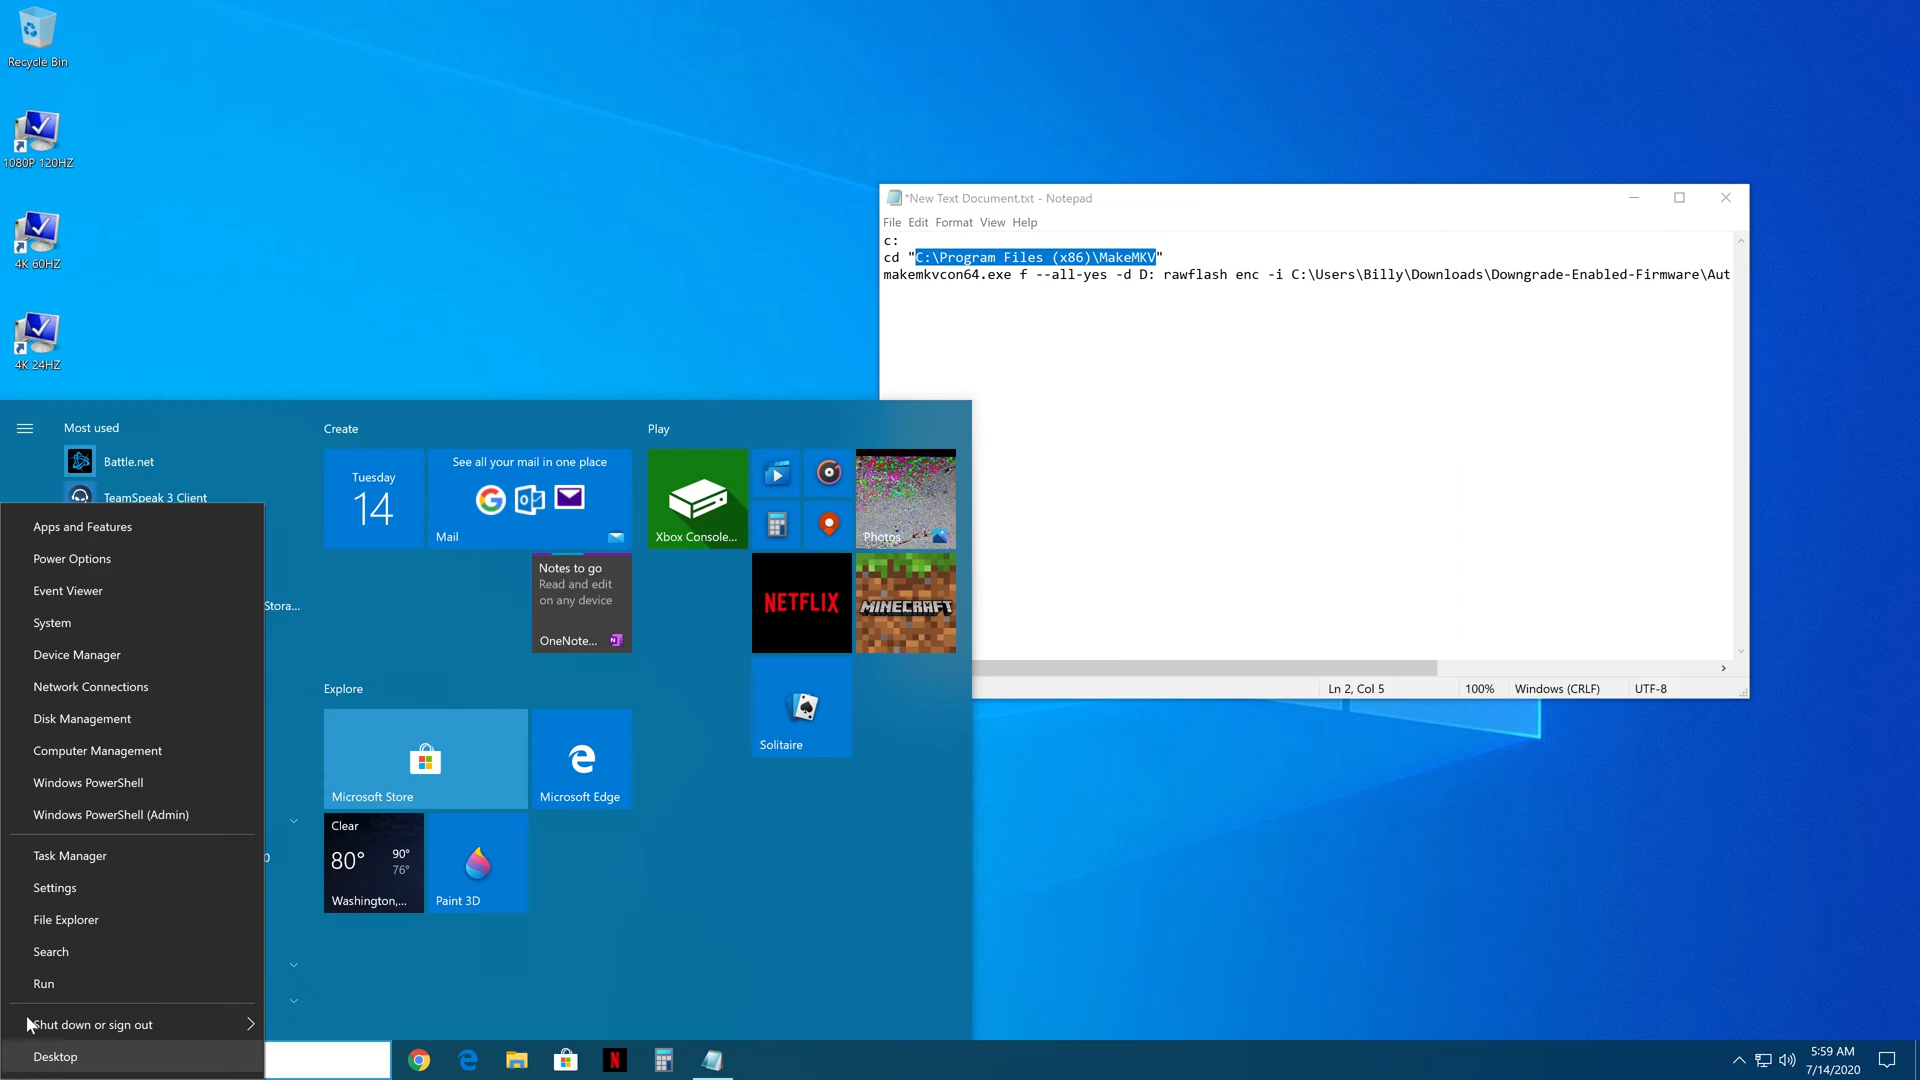 Recycle Bin
1080P 120HZ
4K 60HZ
4K 24HZ
*New Text Document.txt - Notepad
File Edit Format View Help
c:
cd "C:\Program Files (x86)\MakeMKV"
makemkvcon64.exe f --all-yes -d D: rawflash enc -i C:\Users\Billy\Downloads\Downgrade-Enabled-Firmware\Aut
Ln 2, Col 5
100%
Windows (CRLF)
UTF-8
Most used
Battle.net
TeamSpeak 3 Client
Stora...
0
Apps and Features
Power Options
Event Viewer
System
Device Manager
Network Connections
Disk Management
Computer Management
Windows PowerShell
Windows PowerShell (Admin)
Task Manager
Settings
File Explorer
Search
Run
Shut down or sign out
Desktop
Create
Tuesday
14
See all your mail in one place
Mail
Notes to go
Read and edit
on any device
OneNote...
Explore
Microsoft Store
Microsoft Edge
Clear
80°
90°
76°
Washington,...
Paint 3D
Play
Xbox Console...
Photos
NETFLIX
MINECRAFT
Solitaire
5:59 AM
7/14/2020